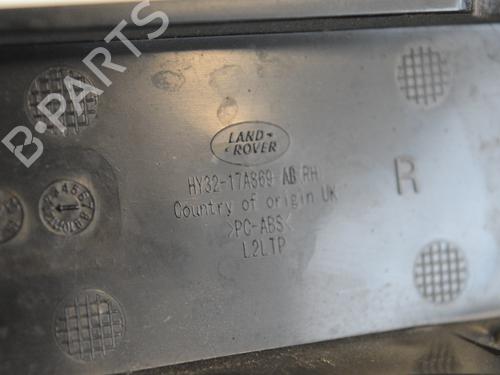 B-PARTS
LAND
ROVER
HY32-17A869-AB RH
Country of origin UK
>PC-ABS<
L2LTP
R